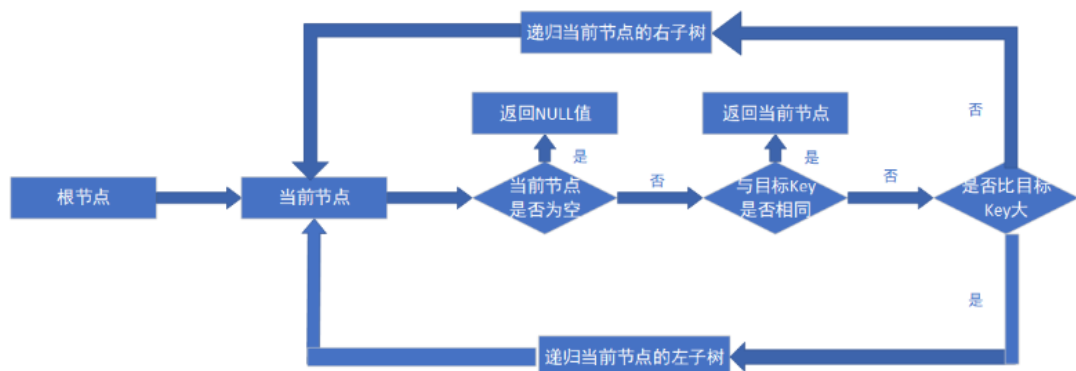 递归当前节点的右子树
返回NULL值
返回当前节点
否
是
是
根节点
当前节点
当前节点
是否为空
否
与目标Key
是否相同
否
是否比目标
Key大
是
递归当前节点的左子树